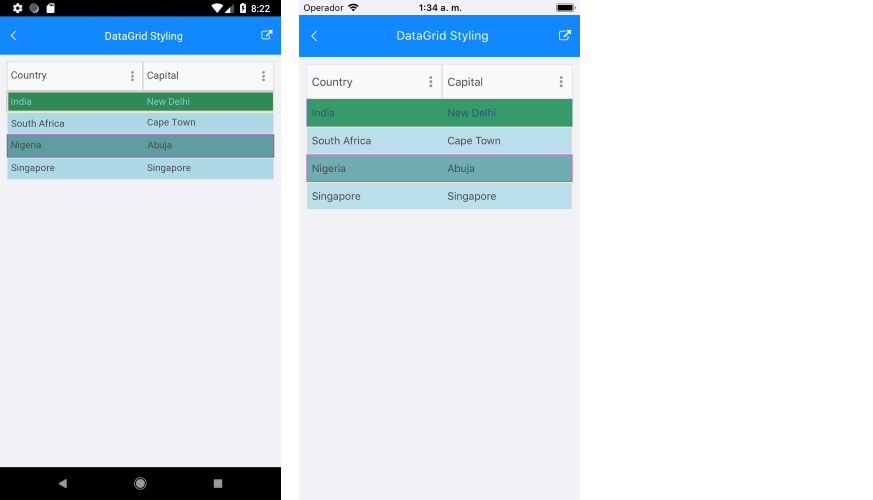 8:22
DataGrid Styling
Country Capital
India New Delhi
South Africa Cape Town
Nigeria Abuja
Singapore Singapore
Operador 1:34 a. m.
DataGrid Styling
Country Capital
India New Delhi
South Africa Cape Town
Nigeria Abuja
Singapore Singapore